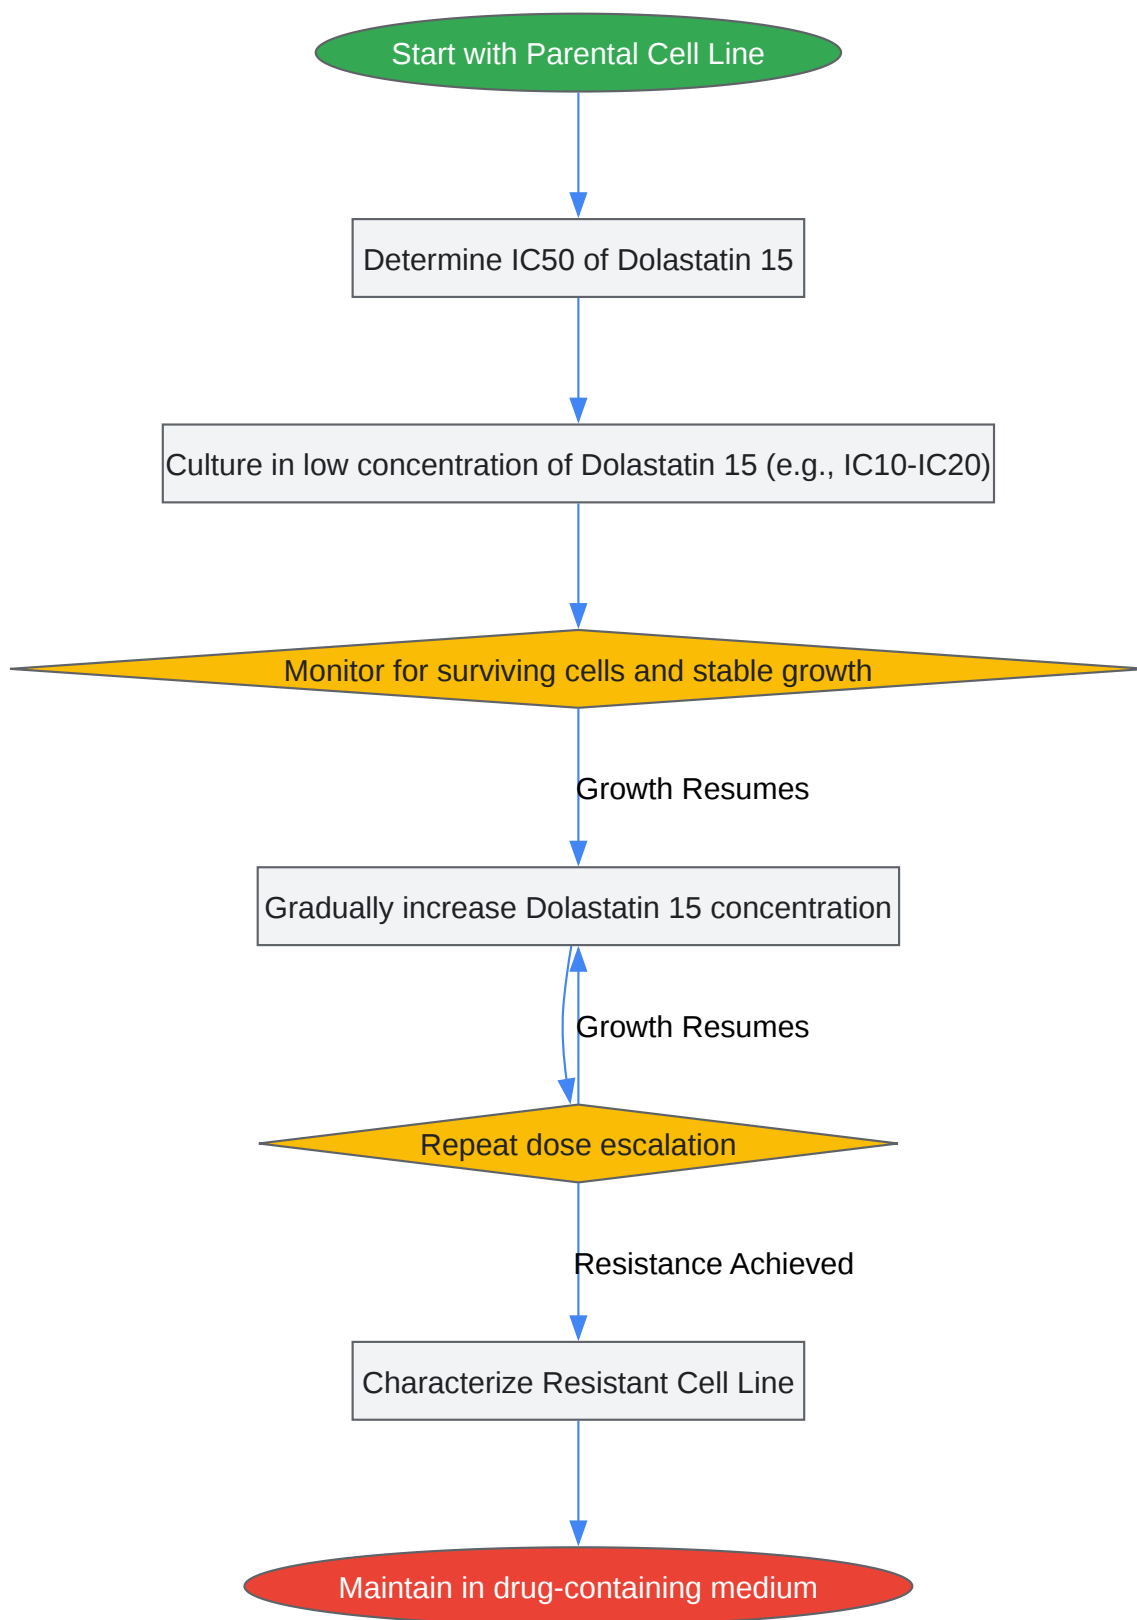 Start with Parental Cell Line
Determine IC50 of Dolastatin 15
Culture in low concentration of Dolastatin 15 (e.g., IC10-IC20)
Monitor for surviving cells and stable growth
Growth Resumes
Gradually increase Dolastatin 15 concentration
Growth Resumes
Repeat dose escalation
Resistance Achieved
Characterize Resistant Cell Line
Maintain in drug-containing medium